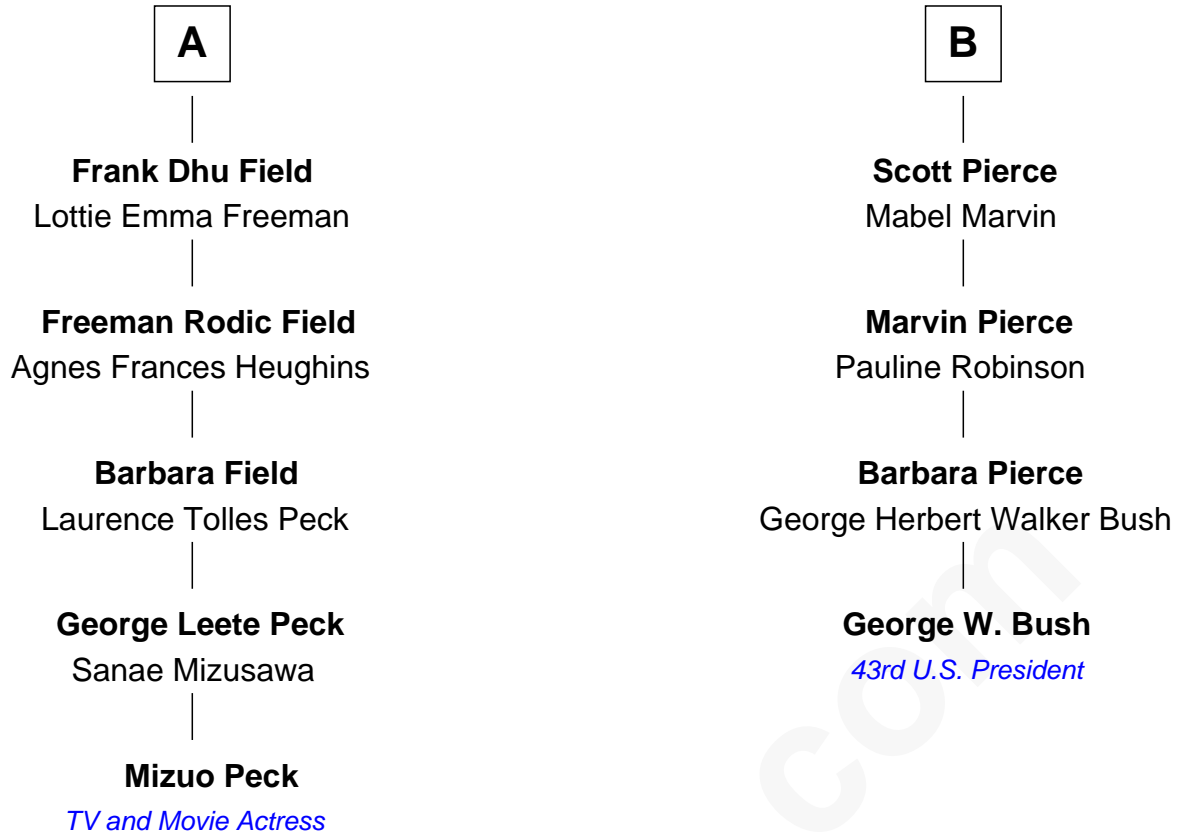 A
Frank Dhu Field
Lottie Emma Freeman
Freeman Rodic Field
Agnes Frances Heughins
Barbara Field
Laurence Tolles Peck
George Leete Peck
Sanae Mizusawa
Mizuo Peck
TV and Movie Actress
B
Scott Pierce
Mabel Marvin
Marvin Pierce
Pauline Robinson
Barbara Pierce
George Herbert Walker Bush
George W. Bush
43rd U.S. President
com